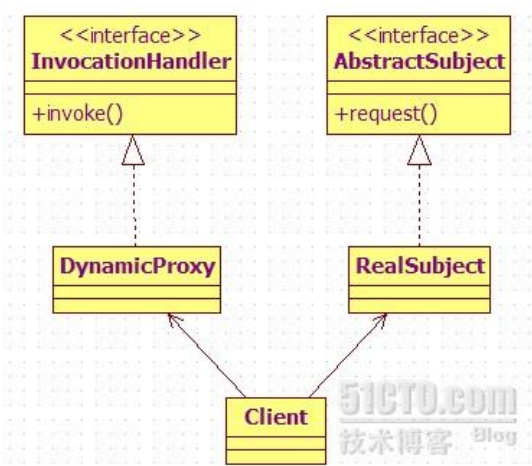 <<interface>>
InvocationHandler
+invoke()
<<interface>>
AbstractSubject
+request()
DynamicProxy
RealSubject
Client
51CTO.com
技术博客 Blog